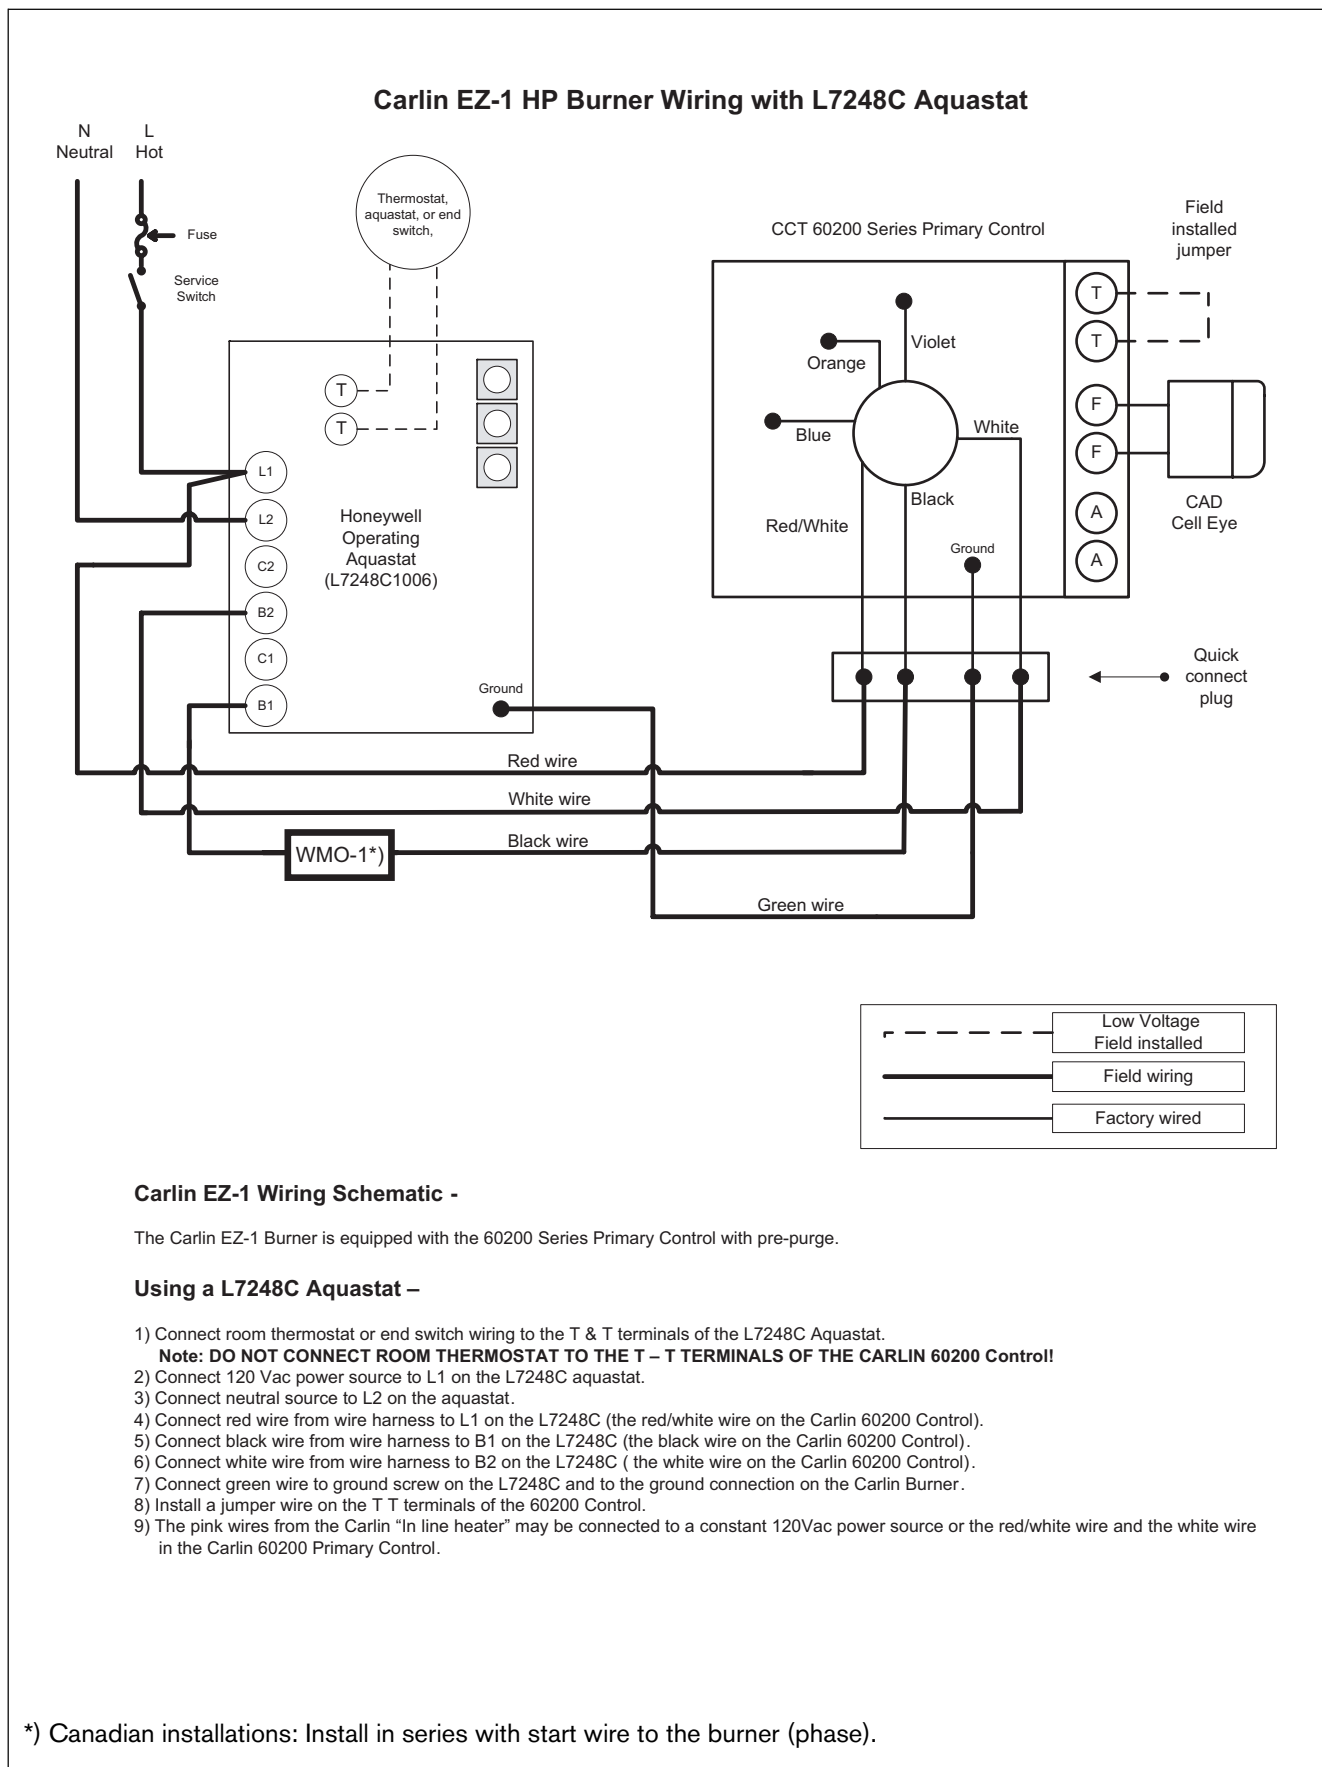 Carlin EZ-1 HP Burner Wiring with L7248C Aquastat
N
Neutral
L
Hot
Fuse
Service
Switch
Thermostat,
aquastat, or end
switch,
CCT 60200 Series Primary Control
Field
installed
jumper
T
T
L1
L2
C2
B2
C1
B1
Honeywell
Operating
Aquastat
(L7248C1006)
Ground
Violet
Orange
Blue
White
Black
Red/White
Ground
T
T
F
F
A
A
CAD
Cell Eye
Quick
connect
plug
Red wire
White wire
Black wire
WMO-1*)
Green wire
Low Voltage
Field installed
Field wiring
Factory wired
Carlin EZ-1 Wiring Schematic -
The Carlin EZ-1 Burner is equipped with the 60200 Series Primary Control with pre-purge.
Using a L7248C Aquastat –
1) Connect room thermostat or end switch wiring to the T & T terminals of the L7248C Aquastat.
Note: DO NOT CONNECT ROOM THERMOSTAT TO THE T – T TERMINALS OF THE CARLIN 60200 Control!
2) Connect 120 Vac power source to L1 on the L7248C aquastat.
3) Connect neutral source to L2 on the aquastat.
4) Connect red wire from wire harness to L1 on the L7248C (the red/white wire on the Carlin 60200 Control).
5) Connect black wire from wire harness to B1 on the L7248C (the black wire on the Carlin 60200 Control).
6) Connect white wire from wire harness to B2 on the L7248C ( the white wire on the Carlin 60200 Control).
7) Connect green wire to ground screw on the L7248C and to the ground connection on the Carlin Burner.
8) Install a jumper wire on the T T terminals of the 60200 Control.
9) The pink wires from the Carlin “In line heater” may be connected to a constant 120Vac power source or the red/white wire and the white wire
in the Carlin 60200 Primary Control.
*) Canadian installations: Install in series with start wire to the burner (phase).